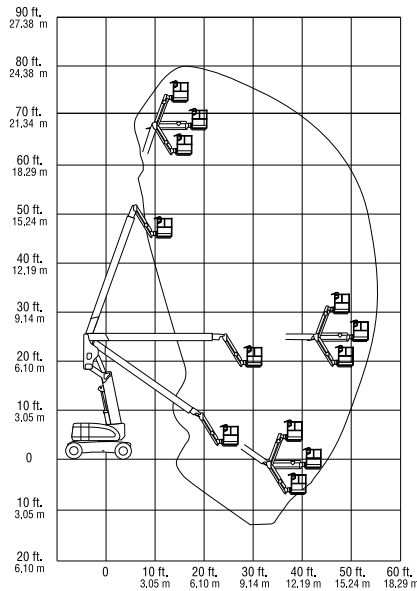 90 ft.
27,38 m
80 ft.
24,38 m
70 ft.
21,34 m
60 ft.
18,29 m
50 ft.
15,24 m
40 ft.
12,19 m
30 ft.
9,14 m
20 ft.
6,10 m
10 ft.
3,05 m
0
10 ft.
3,05 m
20 ft.
6,10 m
0 10 ft. 20 ft. 30 ft. 40 ft. 50 ft. 60 ft.
3,05 m 6,10 m 9,14 m 12,19 m 15,24 m 18,29 m